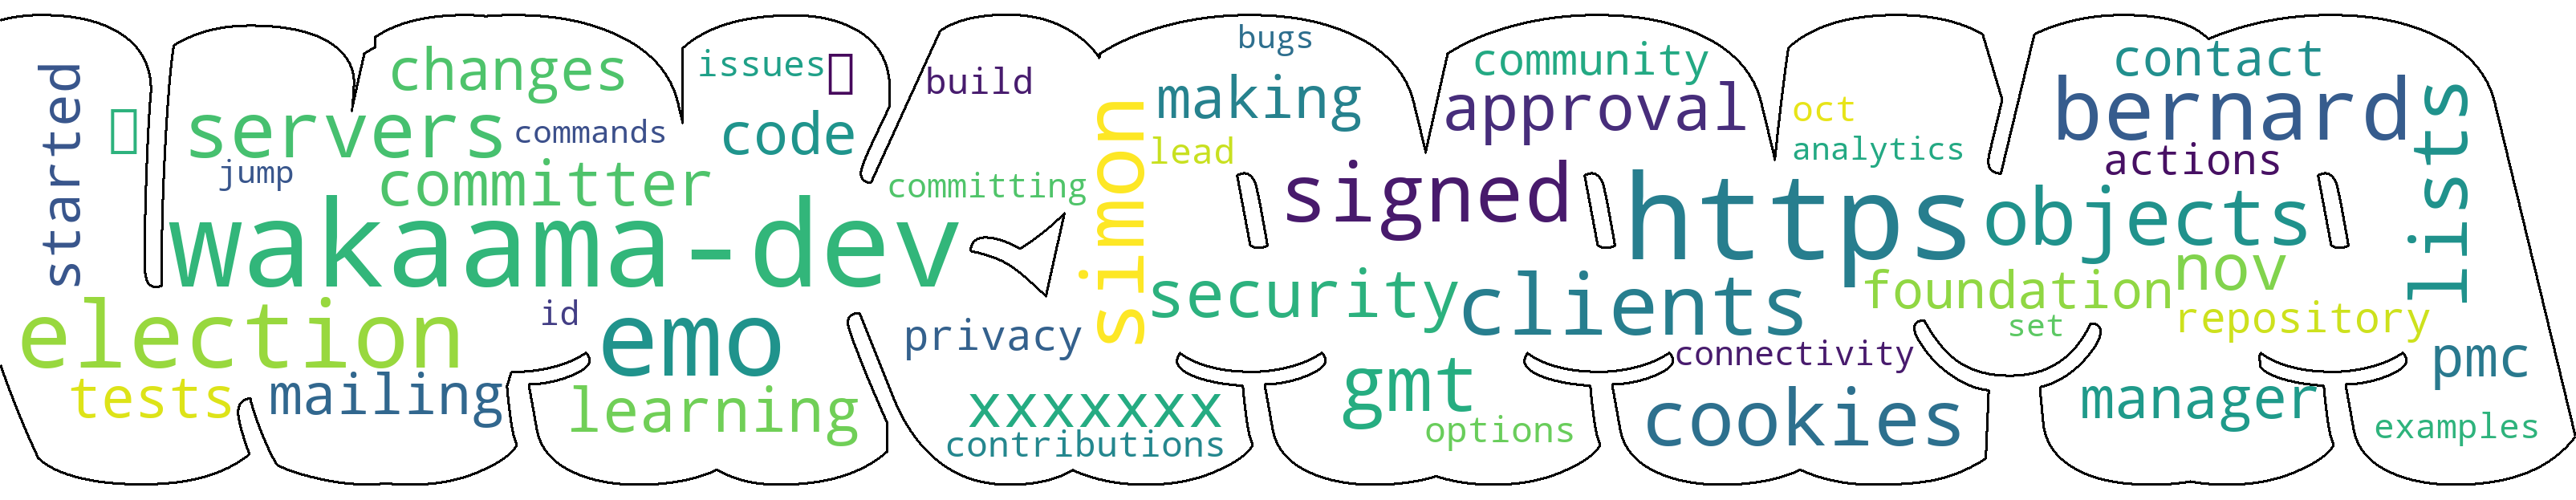 started
changes
issues
servers
commands
code
jump
committer
wakaama-dev
build
committing
bugs
making
simon
lead
community
approval
signed
oct
analytics
https
contact
bernard
actions
lists
objects
election
id
emo
tests
mailing
learning
privacy
security
clients
foundation
nov
set
repository
connectivity
xxxxxxx
contributions
gmt
options
cookies
manager
pmc
examples